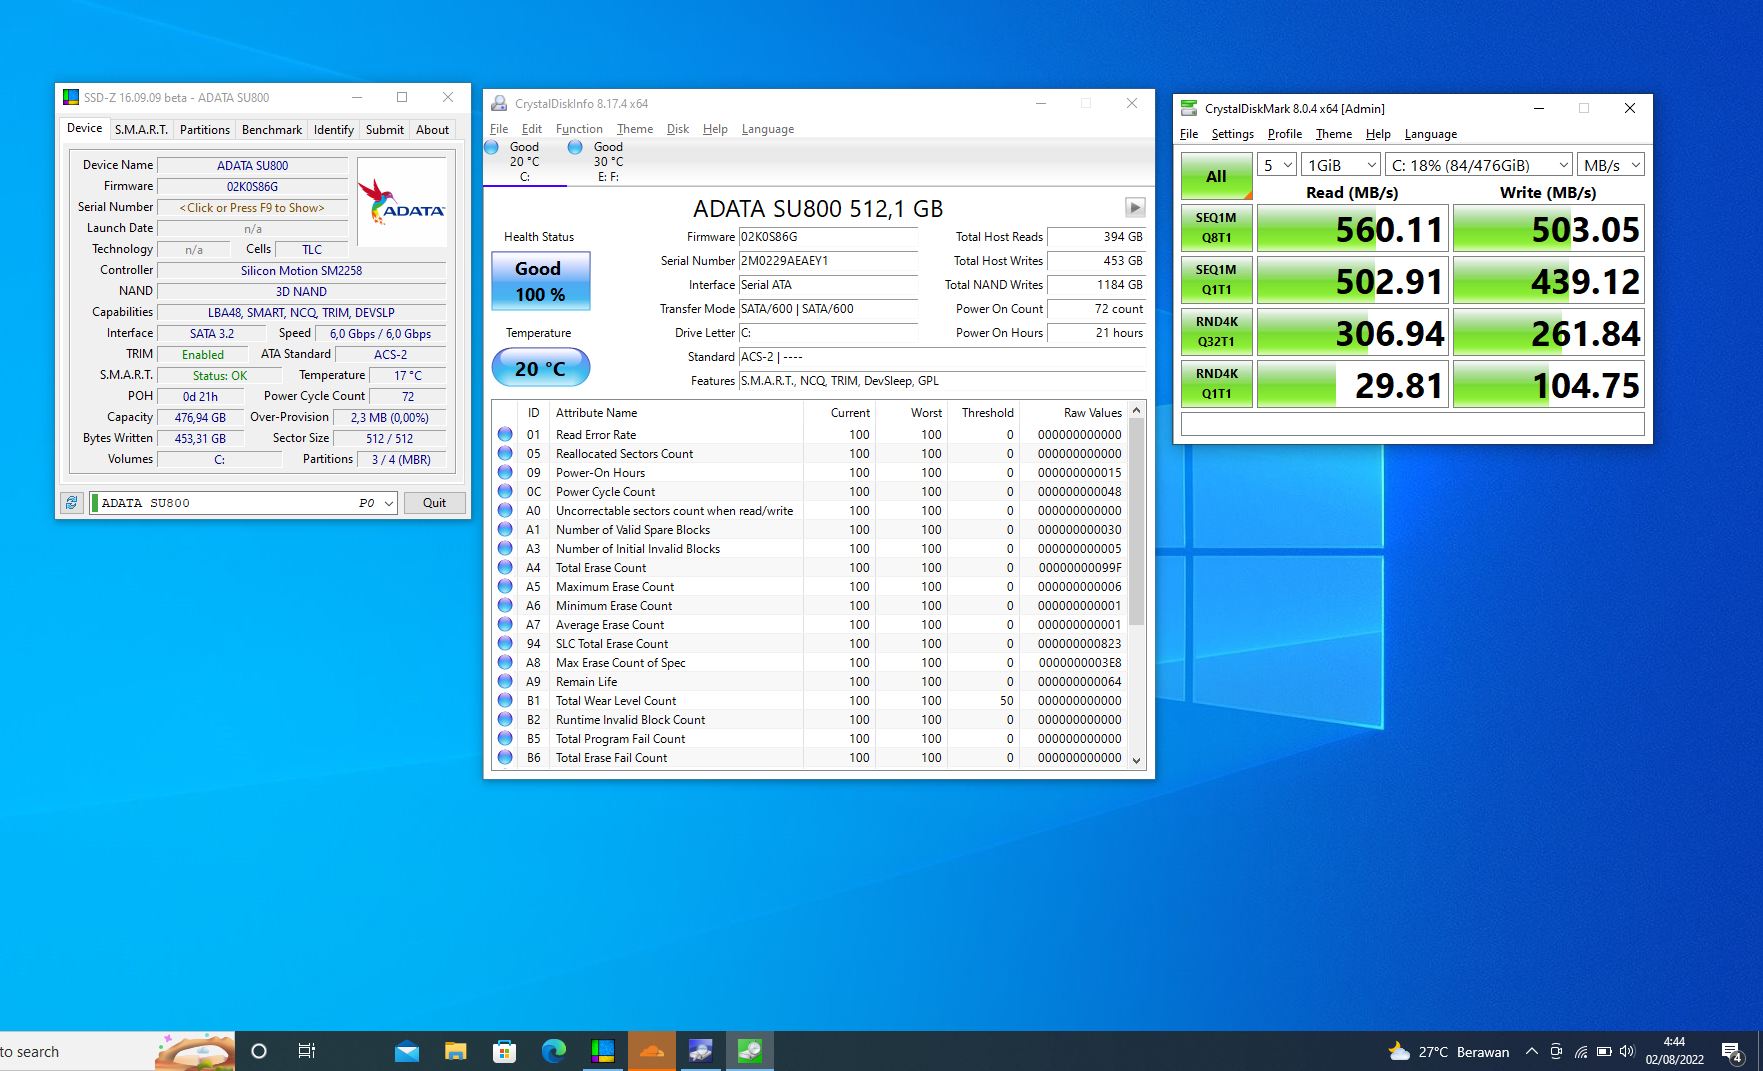 SSD-Z 16.09.09 beta - ADATA SU800
Device S.M.A.R.T. Partitions Benchmark Identify Submit About
Device Name ADATA SU800
Firmware 02K0S86G
Serial Number <Click or Press F9 to Show>
Launch Date n/a
Technology n/a Cells TLC
ADATA
Controller Silicon Motion SM2258
NAND 3D NAND
Capabilities LBA48, SMART, NCQ, TRIM, DEVSLP
Interface SATA 3.2 Speed 6,0 Gbps / 6,0 Gbps
TRIM Enabled ATA Standard ACS-2
S.M.A.R.T. Status: OK Temperature 17 °C
POH 0d 21h Power Cycle Count 72
Capacity 476,94 GB Over-Provision 2,3 MB (0,00%)
Bytes Written 453,31 GB Sector Size 512 / 512
Volumes C: Partitions 3 / 4 (MBR)
ADATA SU800 P0 Quit
CrystalDiskInfo 8.17.4 x64
File Edit Function Theme Disk Help Language
Good Good
20 °C 30 °C
C: E: F:
ADATA SU800 512,1 GB
Health Status
Good
100 %
Temperature
20 °C
Firmware 02K0S86G Total Host Reads 394 GB
Serial Number 2M0229AEAEY1 Total Host Writes 453 GB
Interface Serial ATA Total NAND Writes 1184 GB
Transfer Mode SATA/600 | SATA/600 Power On Count 72 count
Drive Letter C: Power On Hours 21 hours
Standard ACS-2 | ----
Features S.M.A.R.T., NCQ, TRIM, DevSleep, GPL
ID Attribute Name Current Worst Threshold Raw Values
01 Read Error Rate 100 100 0 000000000000
05 Reallocated Sectors Count 100 100 0 000000000000
09 Power-On Hours 100 100 0 000000000015
0C Power Cycle Count 100 100 0 000000000048
A0 Uncorrectable sectors count when read/write 100 100 0 000000000000
A1 Number of Valid Spare Blocks 100 100 0 000000000030
A3 Number of Initial Invalid Blocks 100 100 0 000000000005
A4 Total Erase Count 100 100 0 00000000099F
A5 Maximum Erase Count 100 100 0 000000000006
A6 Minimum Erase Count 100 100 0 000000000001
A7 Average Erase Count 100 100 0 000000000001
94 SLC Total Erase Count 100 100 0 000000000823
A8 Max Erase Count of Spec 100 100 0 0000000003E8
A9 Remain Life 100 100 0 000000000064
B1 Total Wear Level Count 100 100 50 000000000000
B2 Runtime Invalid Block Count 100 100 0 000000000000
B5 Total Program Fail Count 100 100 0 000000000000
B6 Total Erase Fail Count 100 100 0 000000000000
CrystalDiskMark 8.0.4 x64 [Admin]
File Settings Profile Theme Help Language
All 5 1GiB C: 18% (84/476GiB) MB/s
Read (MB/s) Write (MB/s)
SEQ1M
Q8T1 560.11 503.05
SEQ1M
Q1T1 502.91 439.12
RND4K
Q32T1 306.94 261.84
RND4K
Q1T1 29.81 104.75
to search
27°C Berawan
4:44
02/08/2022
4